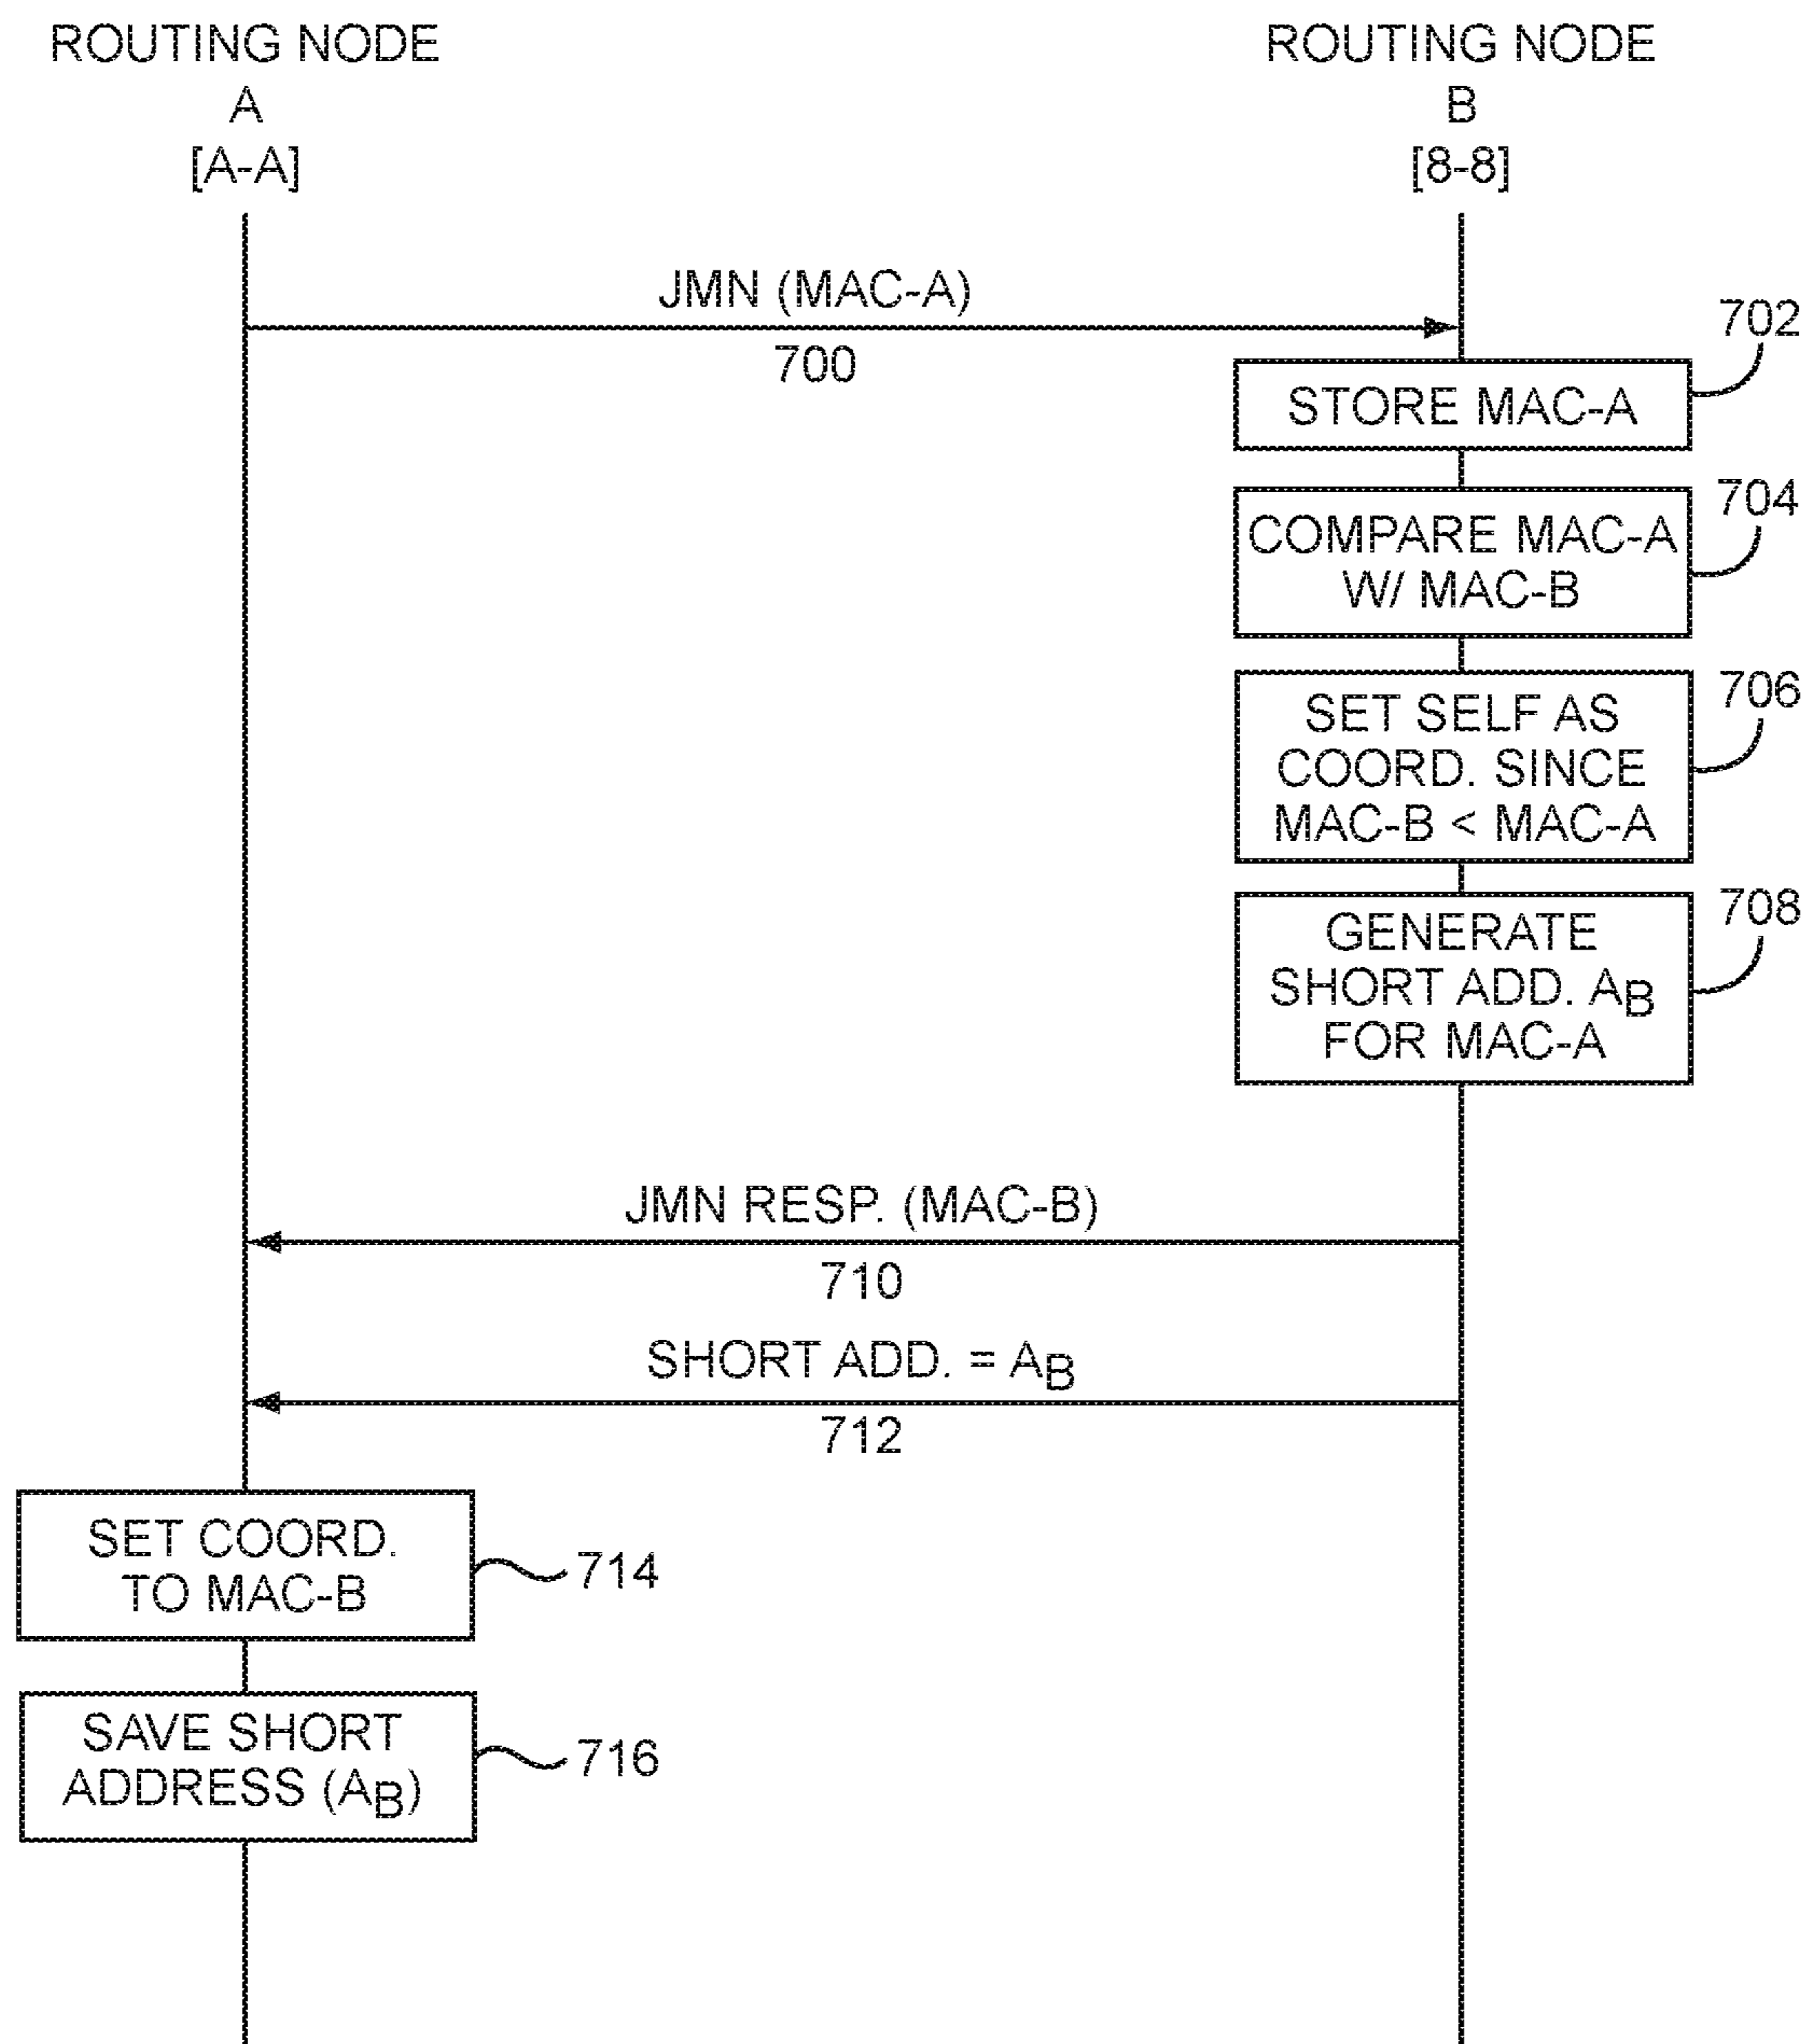 ROUTING NODE
A
[A-A]
ROUTING NODE
B
[8-8]
JMN (MAC-A)
700
STORE MAC-A
702
COMPARE MAC-A
W/ MAC-B
704
SET SELF AS
COORD. SINCE
MAC-B < MAC-A
706
GENERATE
SHORT ADD. AB
FOR MAC-A
708
JMN RESP. (MAC-B)
710
SHORT ADD. = AB
712
SET COORD.
TO MAC-B
714
SAVE SHORT
ADDRESS (AB)
716